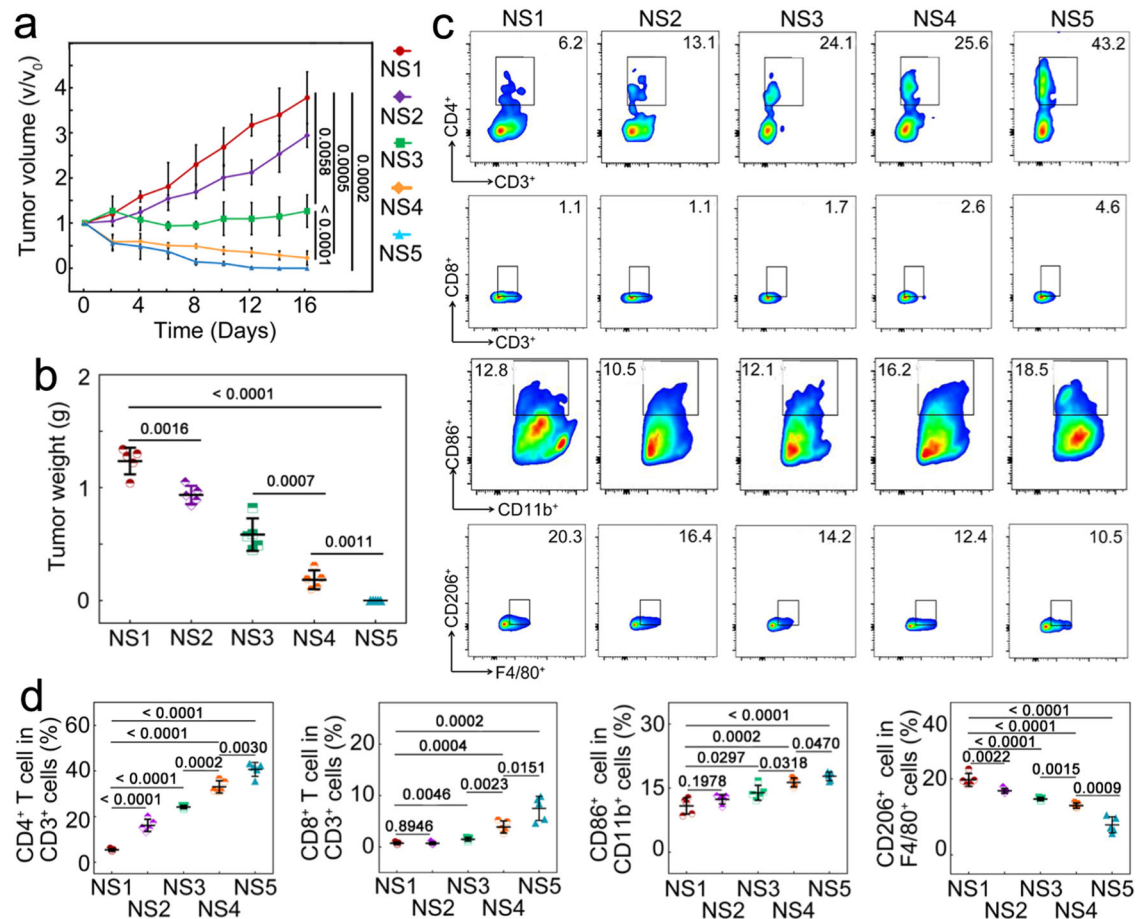 a
Tumor volume (v/v₀)
4
3
2
1
0
0 4 8 12 16
Time (Days)
0.0058
< 0.0001
0.0005
0.0002
NS1
NS2
NS3
NS4
NS5
b
Tumor weight (g)
2
1
0
< 0.0001
0.0016
0.0007
0.0011
NS1 NS2 NS3 NS4 NS5
c
NS1 NS2 NS3 NS4 NS5
6.2 13.1 24.1 25.6 43.2
CD4⁺
CD3⁺
1.1 1.1 1.7 2.6 4.6
CD8⁺
CD3⁺
12.8 10.5 12.1 16.2 18.5
CD86⁺
CD11b⁺
20.3 16.4 14.2 12.4 10.5
CD206⁺
F4/80⁺
d
CD4⁺ T cell in
CD3⁺ cells (%)
60
40
20
0
< 0.0001
< 0.0001
< 0.0001
0.0002
0.0030
< 0.0001
NS1 NS3 NS5
NS2 NS4
CD8⁺ T cell in
CD3⁺ cells (%)
20
10
0
0.0002
0.0004
0.0151
0.0046
0.0023
0.8946
NS1 NS3 NS5
NS2 NS4
CD86⁺ cell in
CD11b⁺ cells (%)
30
15
0
< 0.0001
0.0002
0.0297
0.0470
0.0318
0.1978
NS1 NS3 NS5
NS2 NS4
CD206⁺ cell in
F4/80⁺ cells (%)
40
20
0
< 0.0001
< 0.0001
< 0.0001
0.0022
0.0015
0.0009
NS1 NS3 NS5
NS2 NS4